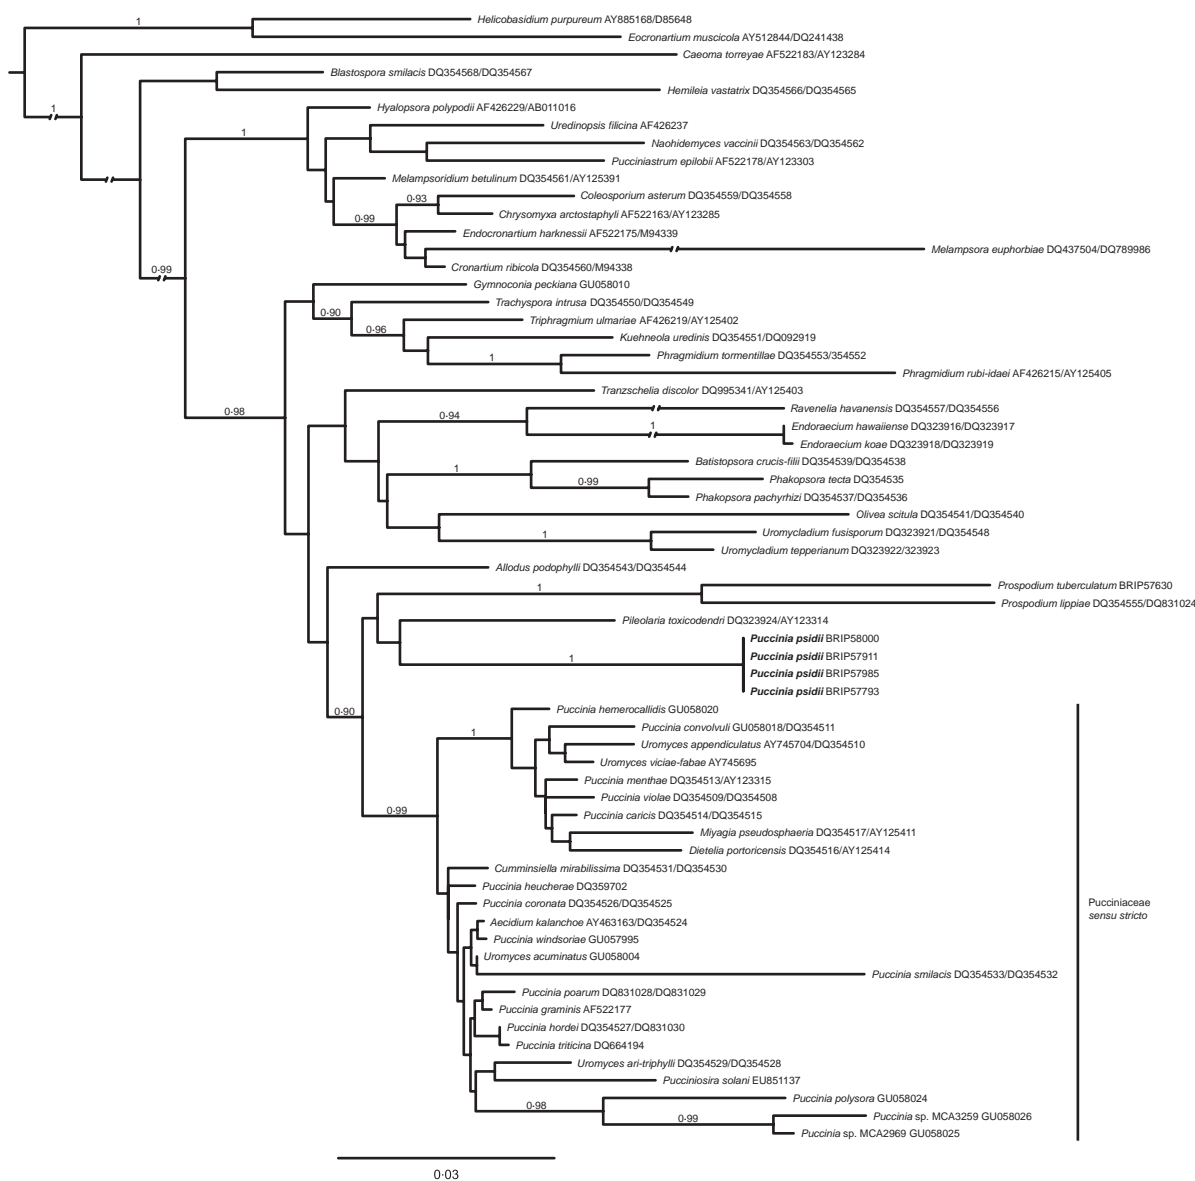 1
Helicobasidium purpureum AY885168/D85648
Eocronartium muscicola AY512844/DQ241438
Caeoma torreyae AF522183/AY123284
Blastospora smilacis DQ354568/DQ354567
Hemileia vastatrix DQ354566/DQ354565
1
Hyalopsora polypodii AF426229/AB011016
Uredinopsis filicina AF426237
1
Naohidemyces vaccinii DQ354563/DQ354562
Pucciniastrum epilobii AF522178/AY123303
Melampsoridium betulinum DQ354561/AY125391
0·93
Coleosporium asterum DQ354559/DQ354558
0·99
Chrysomyxa arctostaphyli AF522163/AY123285
Endocronartium harknessii AF522175/M94339
Melampsora euphorbiae DQ437504/DQ789986
0·99
Cronartium ribicola DQ354560/M94338
Gymnoconia peckiana GU058010
0·90
Trachyspora intrusa DQ354550/DQ354549
0·96
Triphragmium ulmariae AF426219/AY125402
Kuehneola uredinis DQ354551/DQ092919
1
Phragmidium tormentillae DQ354553/354552
Phragmidium rubi-idaei AF426215/AY125405
Tranzschelia discolor DQ995341/AY125403
0·98
0·94
Ravenelia havanensis DQ354557/DQ354556
1
Endoraecium hawaiiense DQ323916/DQ323917
Endoraecium koae DQ323918/DQ323919
1
Batistopsora crucis-filii DQ354539/DQ354538
0·99
Phakopsora tecta DQ354535
Phakopsora pachyrhizi DQ354537/DQ354536
Olivea scitula DQ354541/DQ354540
1
Uromycladium fusisporum DQ323921/DQ354548
Uromycladium tepperianum DQ323922/323923
Allodus podophylli DQ354543/DQ354544
1
Prospodium tuberculatum BRIP57630
Prospodium lippiae DQ354555/DQ831024
Pileolaria toxicodendri DQ323924/AY123314
Puccinia psidii BRIP58000
1
Puccinia psidii BRIP57911
Puccinia psidii BRIP57985
Puccinia psidii BRIP57793
0·90
Puccinia hemerocallidis GU058020
1
Puccinia convolvuli GU058018/DQ354511
Uromyces appendiculatus AY745704/DQ354510
Uromyces viciae-fabae AY745695
Puccinia menthae DQ354513/AY123315
Puccinia violae DQ354509/DQ354508
0·99
Puccinia caricis DQ354514/DQ354515
Miyagia pseudosphaeria DQ354517/AY125411
Dietelia portoricensis DQ354516/AY125414
Cumminsiella mirabilissima DQ354531/DQ354530
Puccinia heucherae DQ359702
Puccinia coronata DQ354526/DQ354525
Pucciniaceae
sensu stricto
Aecidium kalanchoe AY463163/DQ354524
Puccinia windsoriae GU057995
Uromyces acuminatus GU058004
Puccinia smilacis DQ354533/DQ354532
Puccinia poarum DQ831028/DQ831029
Puccinia graminis AF522177
Puccinia hordei DQ354527/DQ831030
Puccinia triticina DQ664194
Uromyces ari-triphylli DQ354529/DQ354528
Pucciniosira solani EU851137
Puccinia polysora GU058024
0·98
0·99
Puccinia sp. MCA3259 GU058026
Puccinia sp. MCA2969 GU058025
0·03